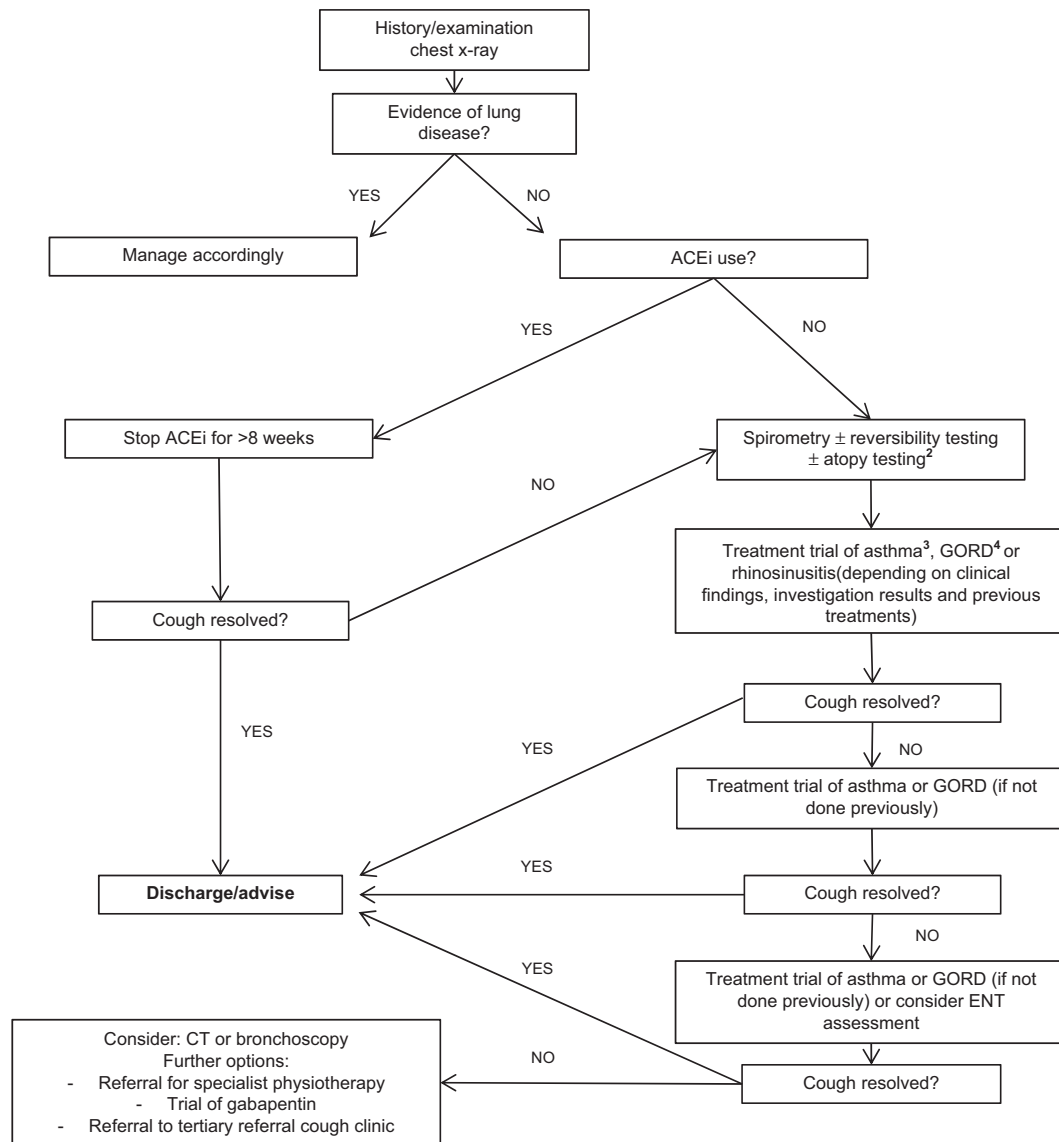 History/examination
chest x-ray
Evidence of lung
disease?
YES
NO
Manage accordingly
ACEi use?
YES
NO
Stop ACEi for >8 weeks
Spirometry ± reversibility testing
± atopy testing²
NO
Treatment trial of asthma³, GORD⁴ or
rhinosinusitis(depending on clinical
findings, investigation results and previous
treatments)
Cough resolved?
Cough resolved?
YES
YES
NO
Treatment trial of asthma or GORD (if not
done previously)
YES
Discharge/advise
Cough resolved?
NO
YES
Treatment trial of asthma or GORD (if not
done previously) or consider ENT
assessment
Consider: CT or bronchoscopy
Further options:
- Referral for specialist physiotherapy
- Trial of gabapentin
- Referral to tertiary referral cough clinic
NO
Cough resolved?